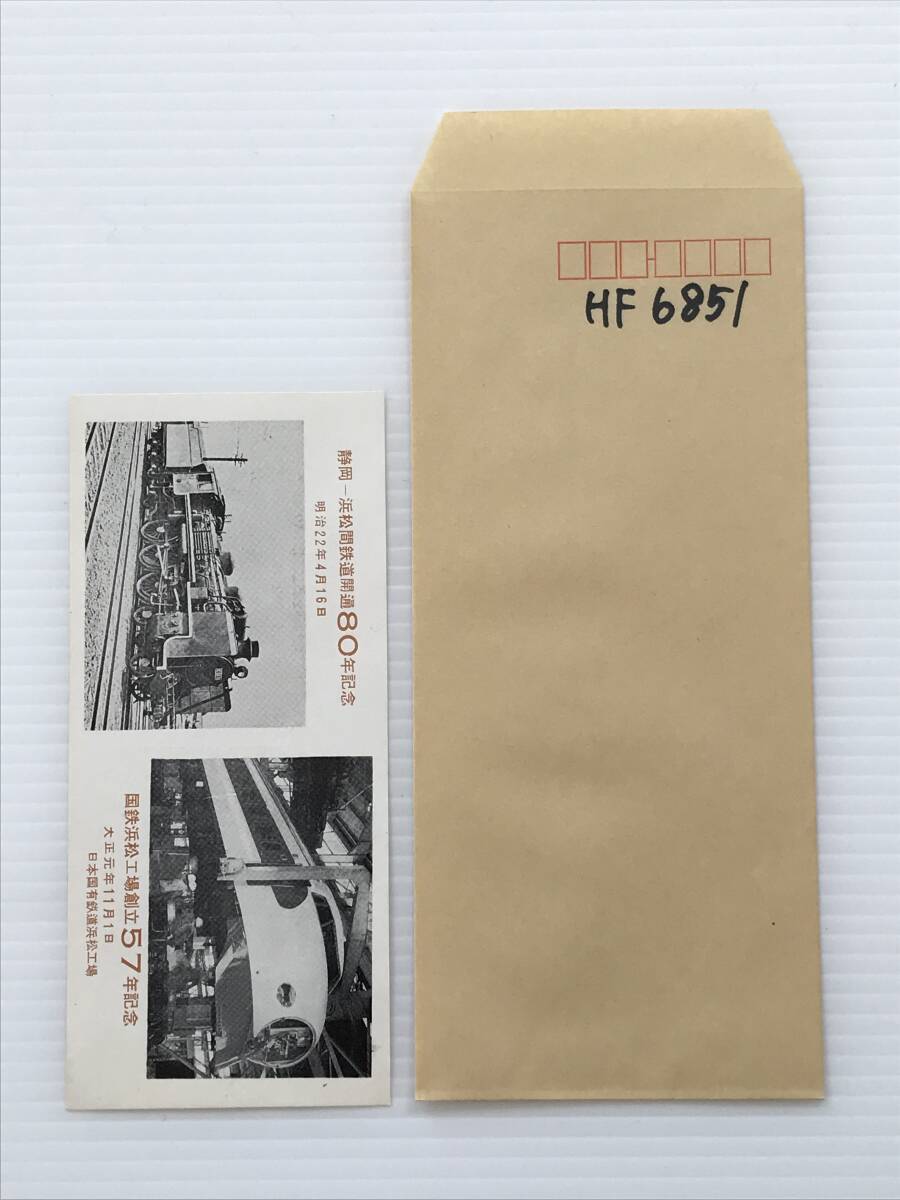 静岡－浜松間鉄道開通80年記念
明治22年4月16日
国鉄浜松工場創立57年記念
大正元年11月1日
日本国有鉄道浜松工場
HF 6851